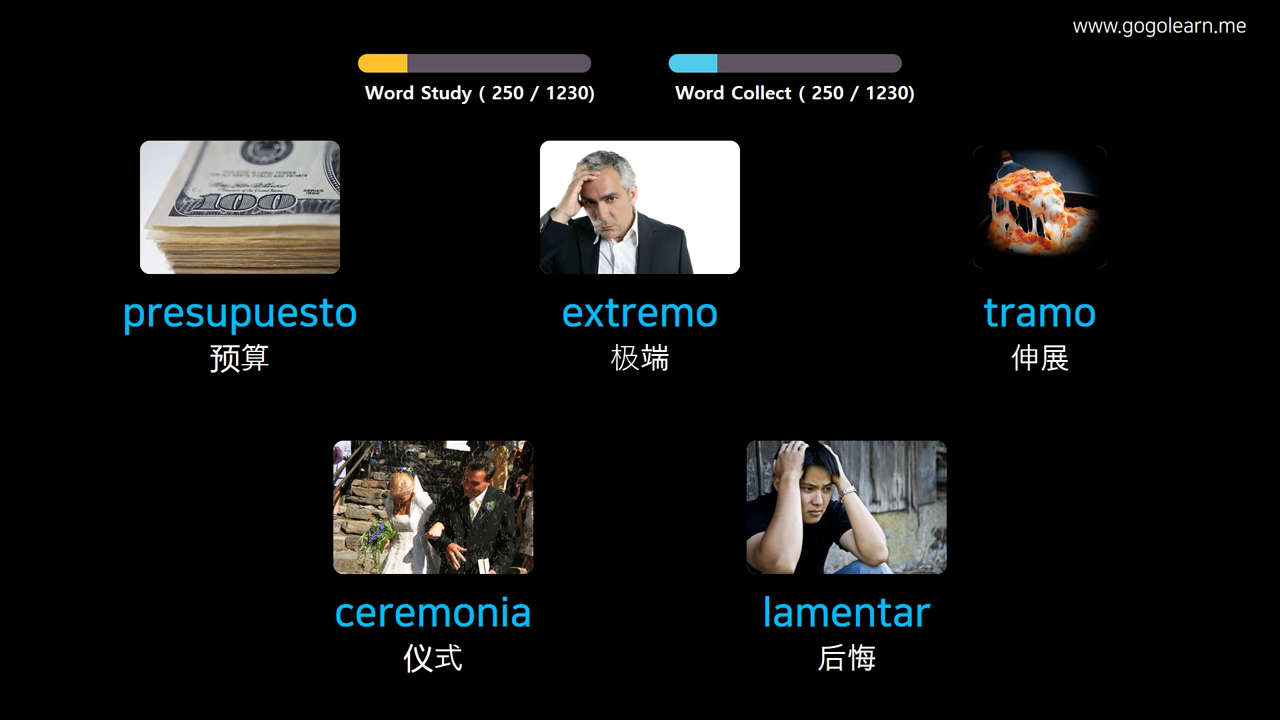 www.gogolearn.me
Word Study ( 250 / 1230)
Word Collect ( 250 / 1230)
100
presupuesto
预算
extremo
极端
tramo
伸展
ceremonia
仪式
lamentar
后悔